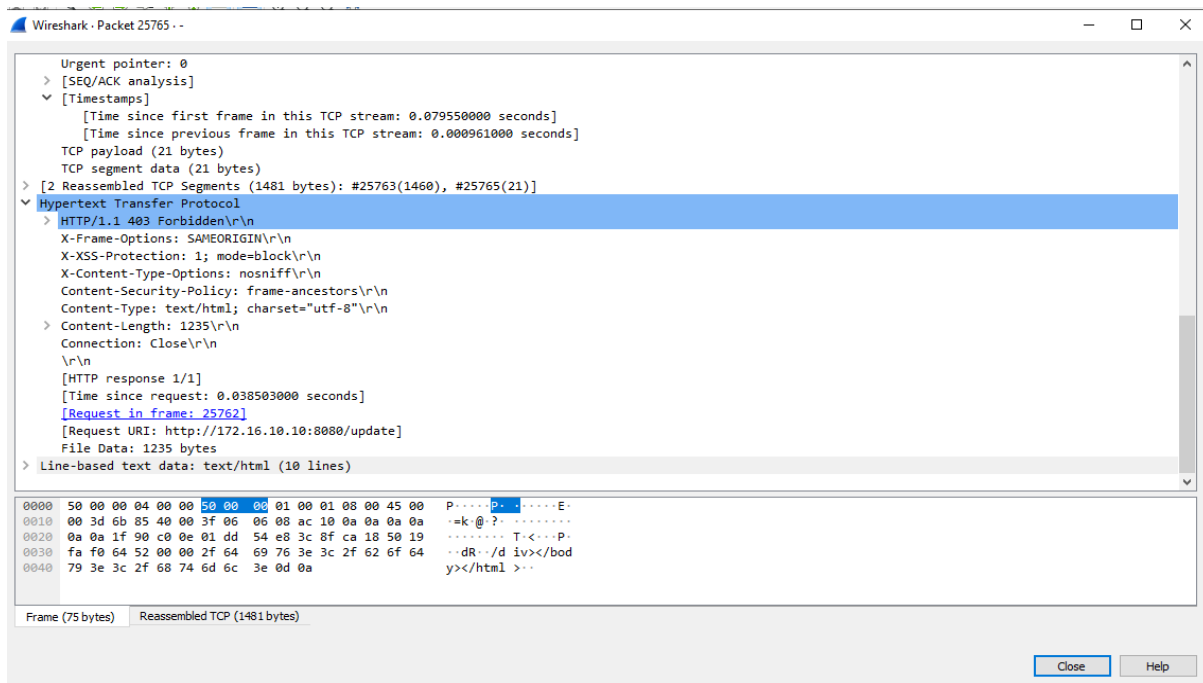 Wireshark · Packet 25765 · -
Urgent pointer: 0
> [SEQ/ACK analysis]
[Timestamps]
[Time since first frame in this TCP stream: 0.079550000 seconds]
[Time since previous frame in this TCP stream: 0.000961000 seconds]
TCP payload (21 bytes)
TCP segment data (21 bytes)
> [2 Reassembled TCP Segments (1481 bytes): #25763(1460), #25765(21)]
Hypertext Transfer Protocol
> HTTP/1.1 403 Forbidden\r\n
X-Frame-Options: SAMEORIGIN\r\n
X-XSS-Protection: 1; mode=block\r\n
X-Content-Type-Options: nosniff\r\n
Content-Security-Policy: frame-ancestors\r\n
Content-Type: text/html; charset="utf-8"\r\n
> Content-Length: 1235\r\n
Connection: Close\r\n
\r\n
[HTTP response 1/1]
[Time since request: 0.038503000 seconds]
[Request in frame: 25762]
[Request URI: http://172.16.10.10:8080/update]
File Data: 1235 bytes
> Line-based text data: text/html (10 lines)
0000 50 00 00 04 00 00 50 00 00 01 00 01 08 00 45 00 P·····P· ······E·
0010 00 3d 6b 85 40 00 3f 06 06 08 ac 10 0a 0a 0a 0a ·=k·@·?· ········
0020 0a 0a 1f 90 c0 0e 01 dd 54 e8 3c 8f ca 18 50 19 ········ T·<···P·
0030 fa f0 64 52 00 00 2f 64 69 76 3e 3c 2f 62 6f 64 ··dR··/d iv></bod
0040 79 3e 3c 2f 68 74 6d 6c 3e 0d 0a y></html >··
Frame (75 bytes) Reassembled TCP (1481 bytes)
Close Help